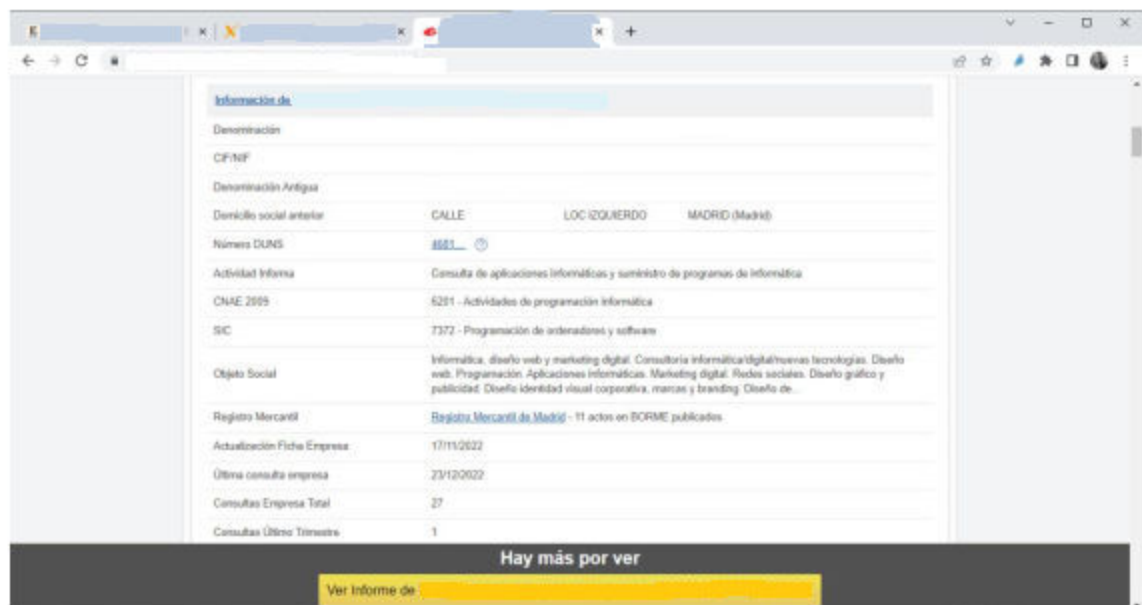 Información de
Denominación
CIF/NIF
Denominación Antigua
Domicilio social anterior CALLE LOC IZQUIERDO MADRID (Madrid)
Número DUNS 4681... ?
Actividad Informa Consulta de aplicaciones informáticas y suministro de programas de informática
CNAE 2009 6201 - Actividades de programación informática
SIC 7372 - Programación de ordenadores y software
Objeto Social Informática, diseño web y marketing digital. Consultoría informática/digital/nuevas tecnologías. Diseño
web. Programación. Aplicaciones informáticas. Marketing digital. Redes sociales. Diseño gráfico y
publicidad. Diseño identidad visual corporativa, marcas y branding. Diseño de...
Registro Mercantil Registro Mercantil de Madrid - 11 actos en BORME publicados
Actualización Ficha Empresa 17/11/2022
Última consulta empresa 23/12/2022
Consultas Empresa Total 27
Consultas Último Trimestre 1
Hay más por ver
Ver Informe de